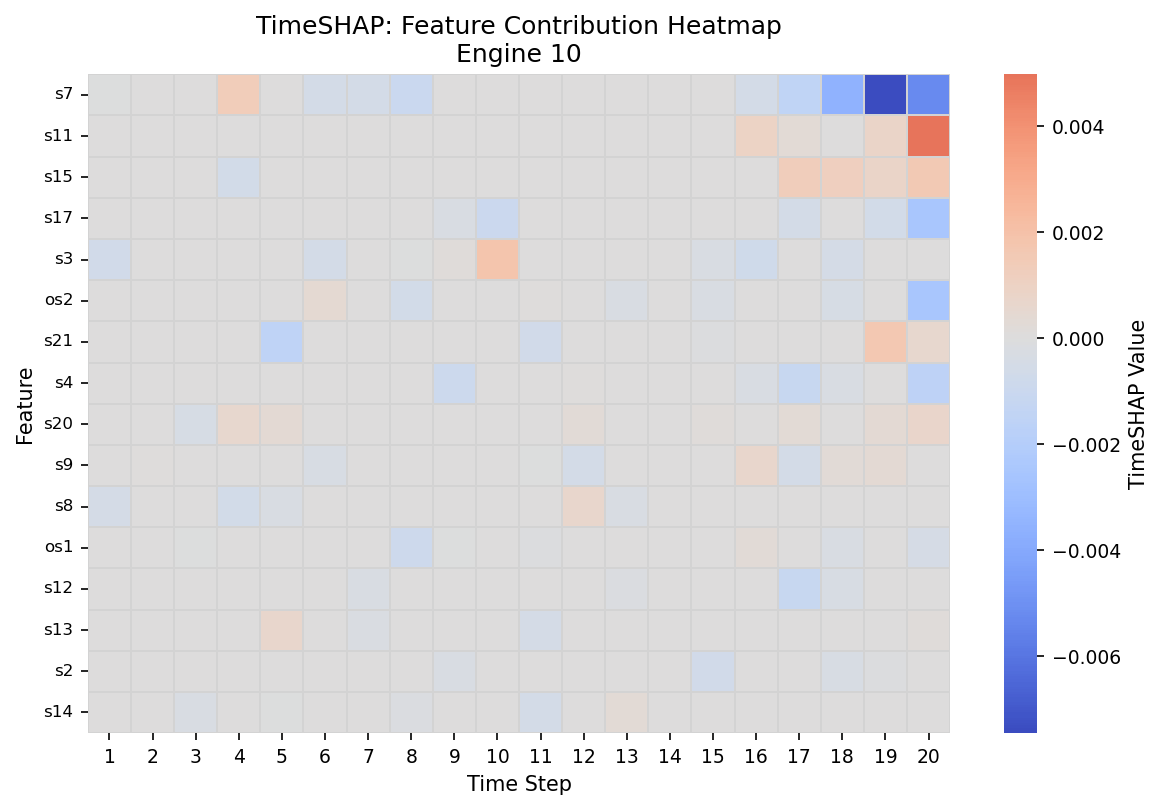 TimeSHAP: Feature Contribution Heatmap
Engine 10
s7
s11
s15
s17
s3
os2
s21
s4
s20
s9
s8
os1
s12
s13
s2
s14
Feature
1 2 3 4 5 6 7 8 9 10 11 12 13 14 15 16 17 18 19 20
Time Step
0.004
0.002
0.000
−0.002
−0.004
−0.006
TimeSHAP Value